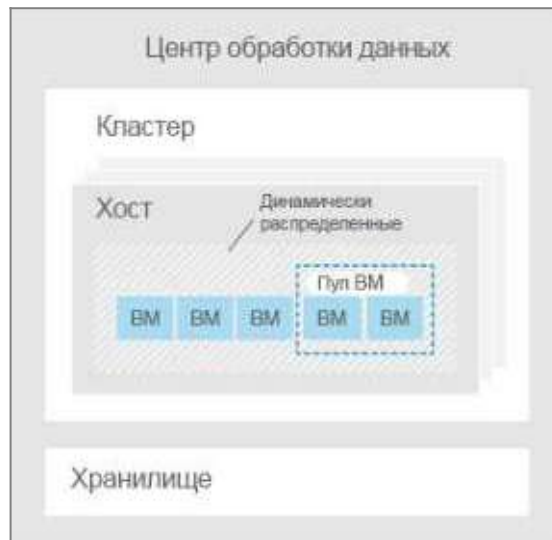 Центр обработки данных
Кластер
Хост
Динамически
распределенные
Пул ВМ
ВМ ВМ ВМ ВМ ВМ
Хранилище